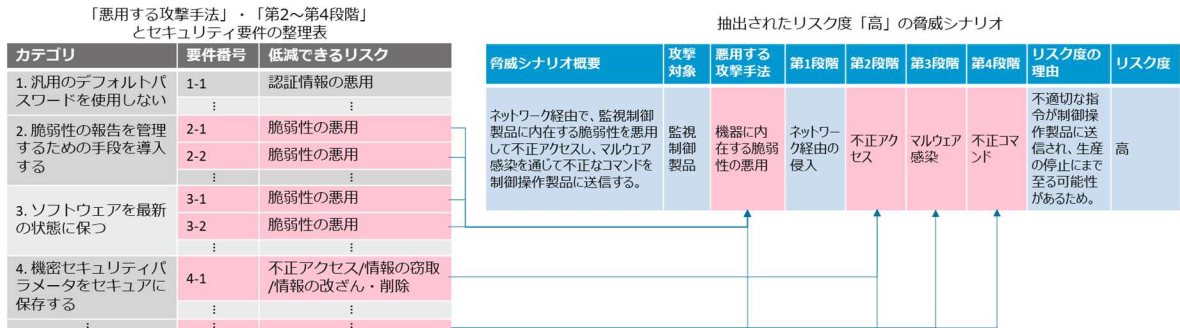 「悪用する攻撃手法」・「第2～第4段階」
とセキュリティ要件の整理表
カテゴリ 要件番号 低減できるリスク
1. 汎用のデフォルトパ
スワードを使用しない
1-1 認証情報の悪用
⋮ ⋮
2. 脆弱性の報告を管理
するための手段を導入
する
2-1 脆弱性の悪用
2-2 脆弱性の悪用
⋮ ⋮
3. ソフトウェアを最新
の状態に保つ
3-1 脆弱性の悪用
3-2 脆弱性の悪用
⋮ ⋮
4. 機密セキュリティパ
ラメータをセキュアに
保存する
4-1
不正アクセス/情報の窃取
/情報の改ざん・削除
⋮ ⋮
⋮ ⋮ ⋮
抽出されたリスク度「高」の脅威シナリオ
脅威シナリオ概要
攻撃
対象
悪用する
攻撃手法
第1段階 第2段階 第3段階 第4段階
リスク度の
理由
リスク度
ネットワーク経由で、監視制御
製品に内在する脆弱性を悪用
して不正アクセスし、マルウェア
感染を通じて不正なコマンドを
制御操作製品に送信する。
監視
制御
製品
機器に内
在する脆弱
性の悪用
ネットワー
ク経由の
侵入
不正アク
セス
マルウェア
感染
不正コマ
ンド
不適切な指
令が制御操
作製品に送
信され、生産
の停止にまで
至る可能性
があるため。
高